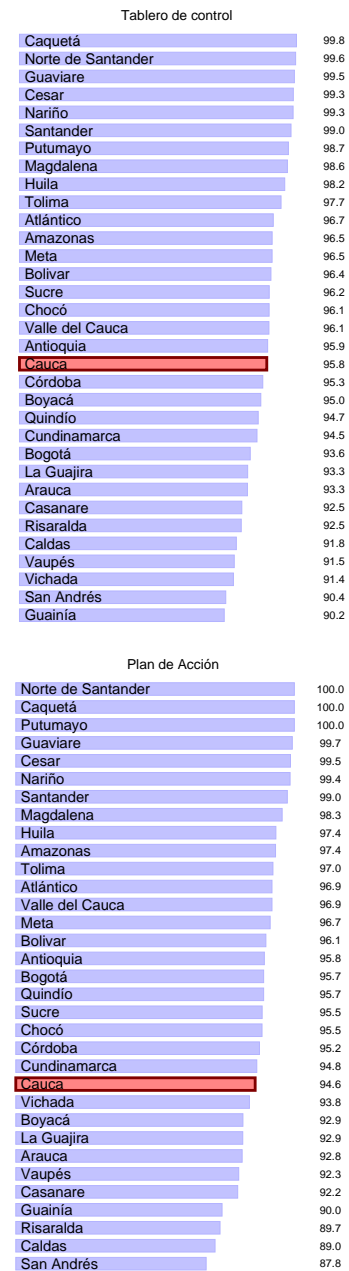 Tablero de control
Caquetá 99.8
Norte de Santander 99.6
Guaviare 99.5
Cesar 99.3
Nariño 99.3
Santander 99.0
Putumayo 98.7
Magdalena 98.6
Huila 98.2
Tolima 97.7
Atlántico 96.7
Amazonas 96.5
Meta 96.5
Bolivar 96.4
Sucre 96.2
Chocó 96.1
Valle del Cauca 96.1
Antioquia 95.9
Cauca 95.8
Córdoba 95.3
Boyacá 95.0
Quindío 94.7
Cundinamarca 94.5
Bogotá 93.6
La Guajira 93.3
Arauca 93.3
Casanare 92.5
Risaralda 92.5
Caldas 91.8
Vaupés 91.5
Vichada 91.4
San Andrés 90.4
Guainía 90.2
Plan de Acción
Norte de Santander 100.0
Caquetá 100.0
Putumayo 100.0
Guaviare 99.7
Cesar 99.5
Nariño 99.4
Santander 99.0
Magdalena 98.3
Huila 97.4
Amazonas 97.4
Tolima 97.0
Atlántico 96.9
Valle del Cauca 96.9
Meta 96.7
Bolivar 96.1
Antioquia 95.8
Bogotá 95.7
Quindío 95.7
Sucre 95.5
Chocó 95.5
Córdoba 95.2
Cundinamarca 94.8
Cauca 94.6
Vichada 93.8
Boyacá 92.9
La Guajira 92.9
Arauca 92.8
Vaupés 92.3
Casanare 92.2
Guainía 90.0
Risaralda 89.7
Caldas 89.0
San Andrés 87.8